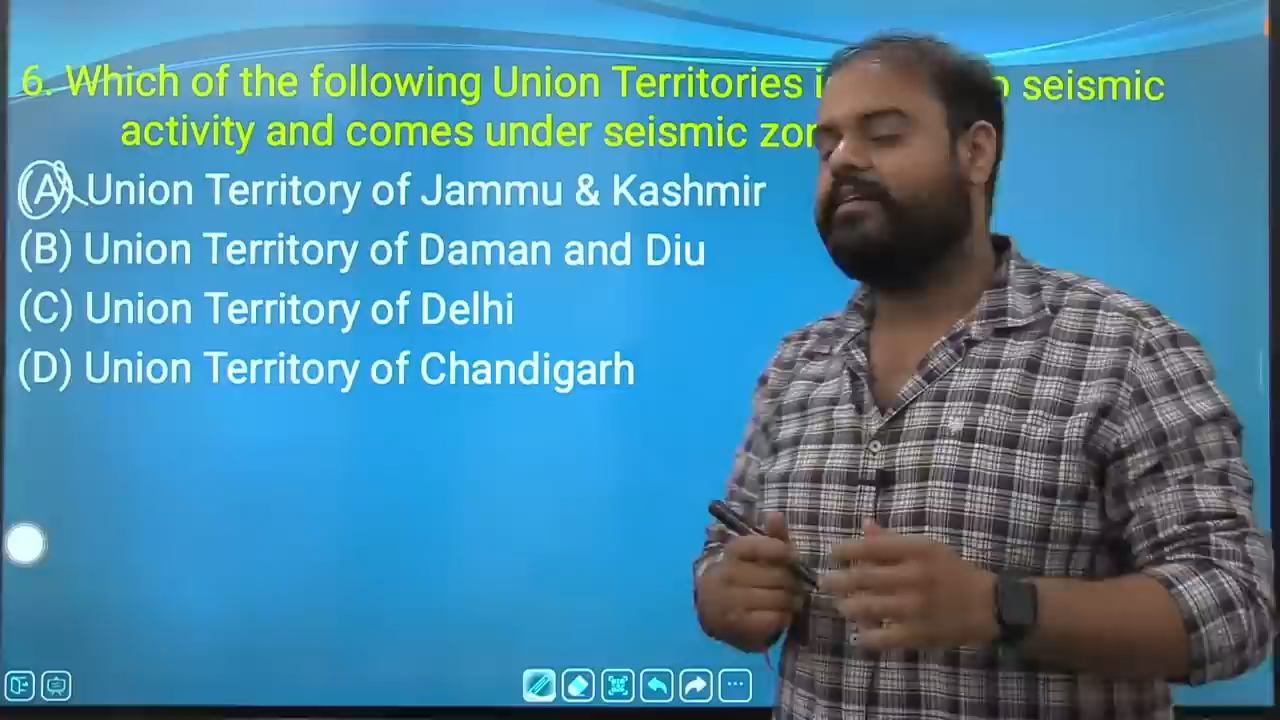 6. Which of the following Union Territories seismic
activity and comes under seismic
(A) Union Territory of Jammu & Kashmir
(B) Union Territory of Daman and Diu
(C) Union Territory of Delhi
(D) Union Territory of Chandigarh